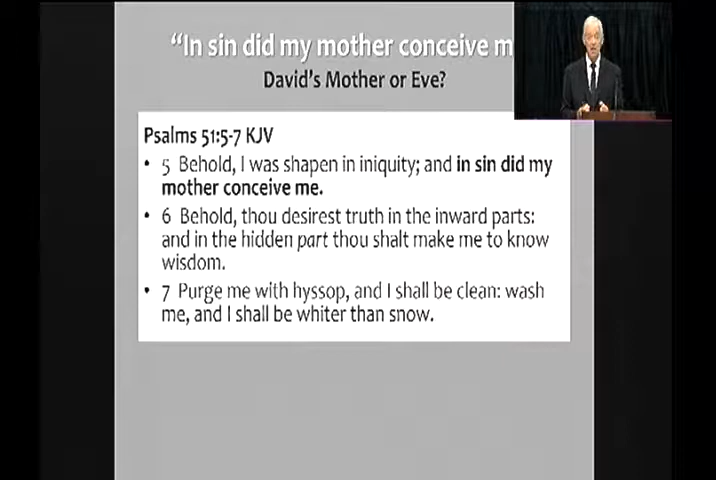 “In sin did my mother conceive m
David’s Mother or Eve?
Psalms 51:5-7 KJV
• 5 Behold, I was shapen in iniquity; and in sin did my
mother conceive me.
• 6 Behold, thou desirest truth in the inward parts:
and in the hidden part thou shalt make me to know
wisdom.
• 7 Purge me with hyssop, and I shall be clean: wash
me, and I shall be whiter than snow.